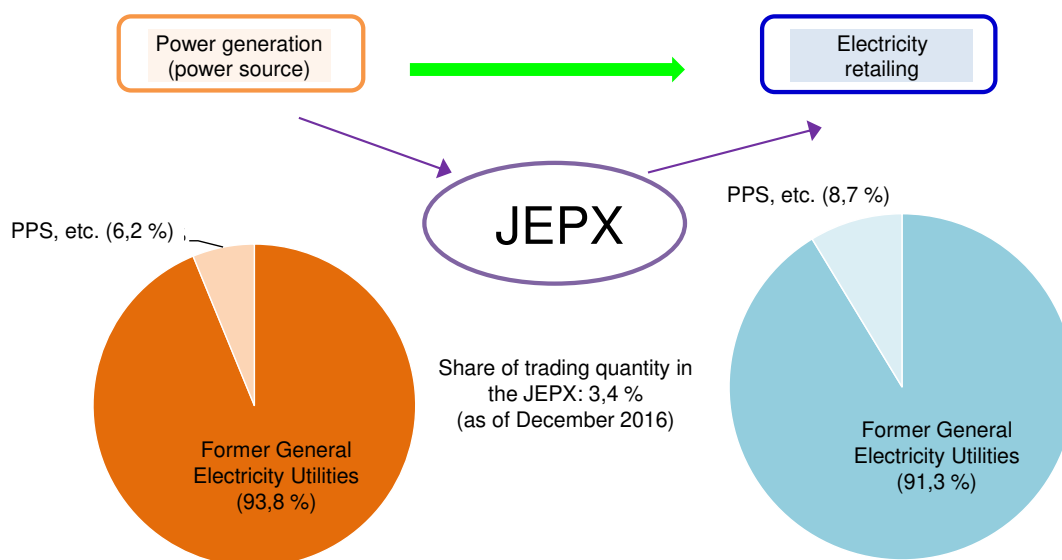 Power generation
(power source)
Electricity
retailing
JEPX
PPS, etc. (6,2 %)
PPS, etc. (8,7 %)
Share of trading quantity in
the JEPX: 3,4 %
(as of December 2016)
Former General
Electricity Utilities
(93,8 %)
Former General
Electricity Utilities
(91,3 %)